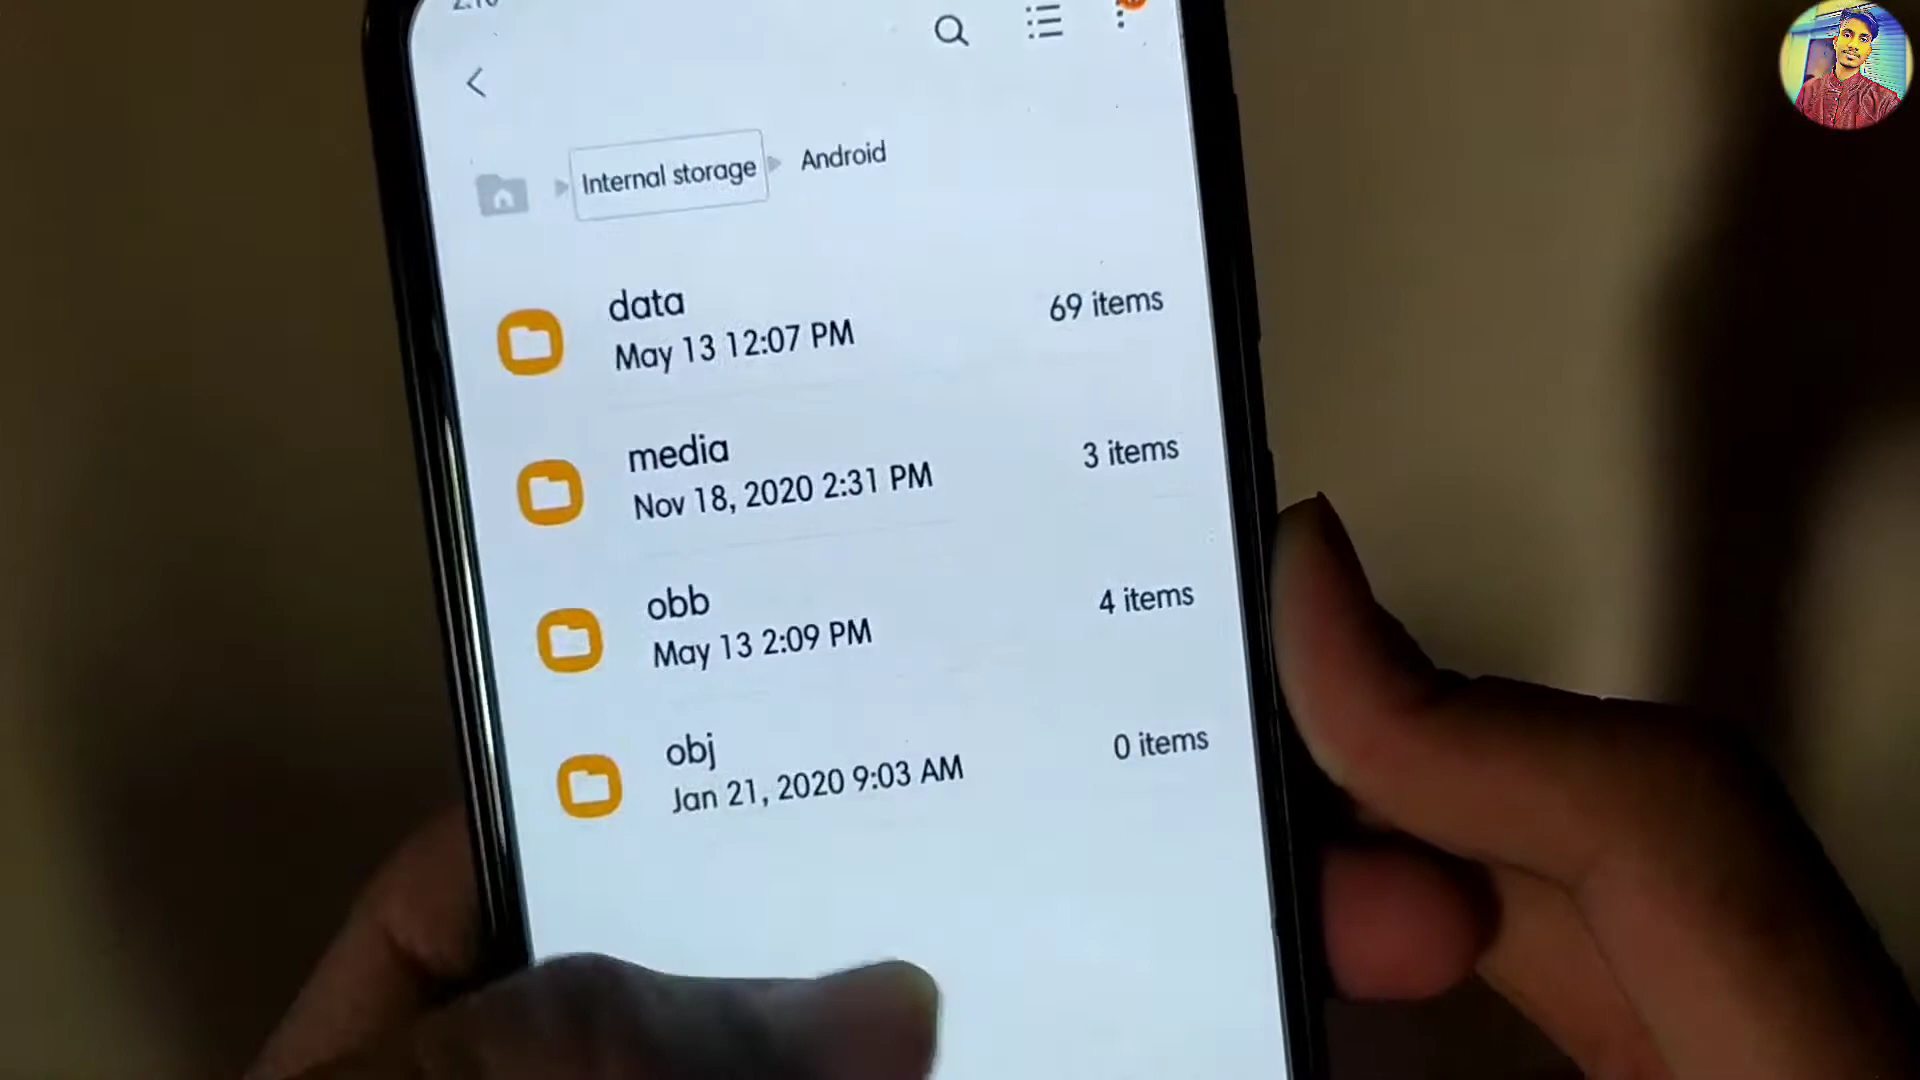 Internal storage Android
data
69 items
May 13 12:07 PM
media
3 items
Nov 18, 2020 2:31 PM
obb
4 items
May 13 2:09 PM
obj
0 items
Jan 21, 2020 9:03 AM